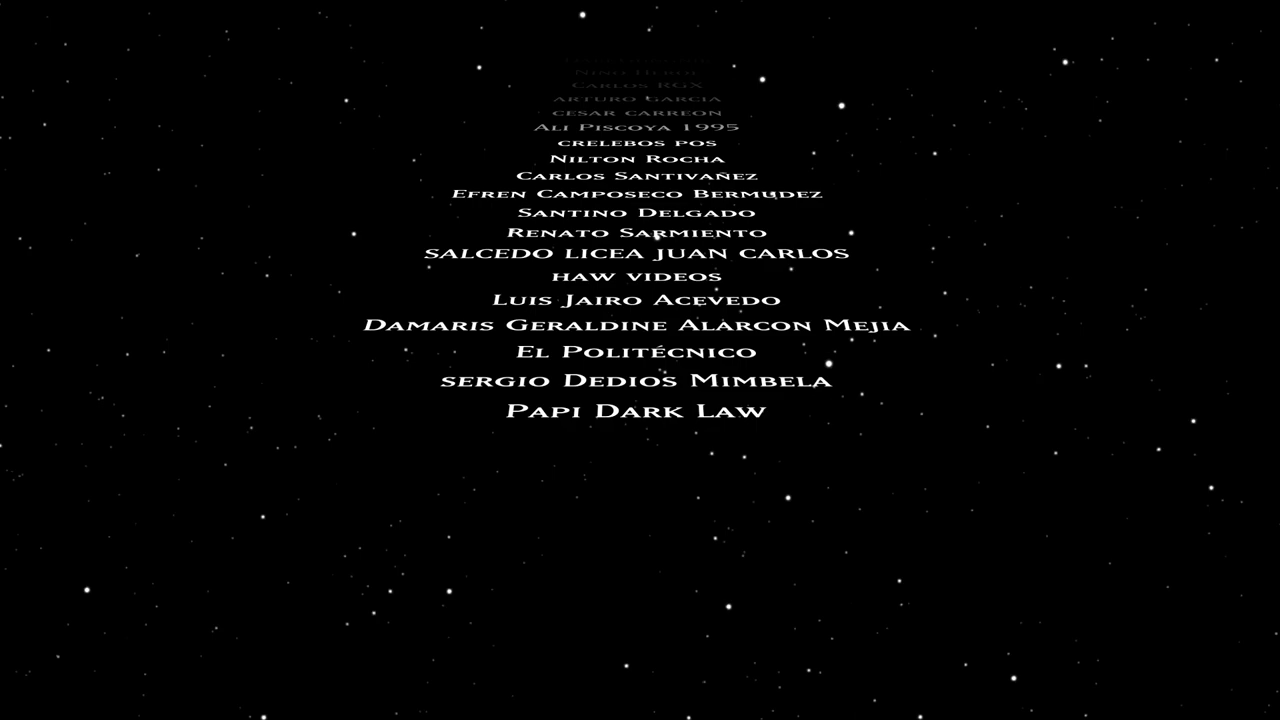 Nino Heroe
Carlos RGX
ARTURO GARCIA
CESAR CARREON
Ali Piscoya 1995
crelebos pos
Nilton Rocha
Carlos Santivañez
Efren Camposeco Bermudez
Santino Delgado
Renato Sarmiento
SALCEDO LICEA JUAN CARLOS
HAW VIDEOS
Luis Jairo Acevedo
Damaris Geraldine Alarcon Mejia
El Politécnico
sergio Dedios Mimbela
Papi Dark Law